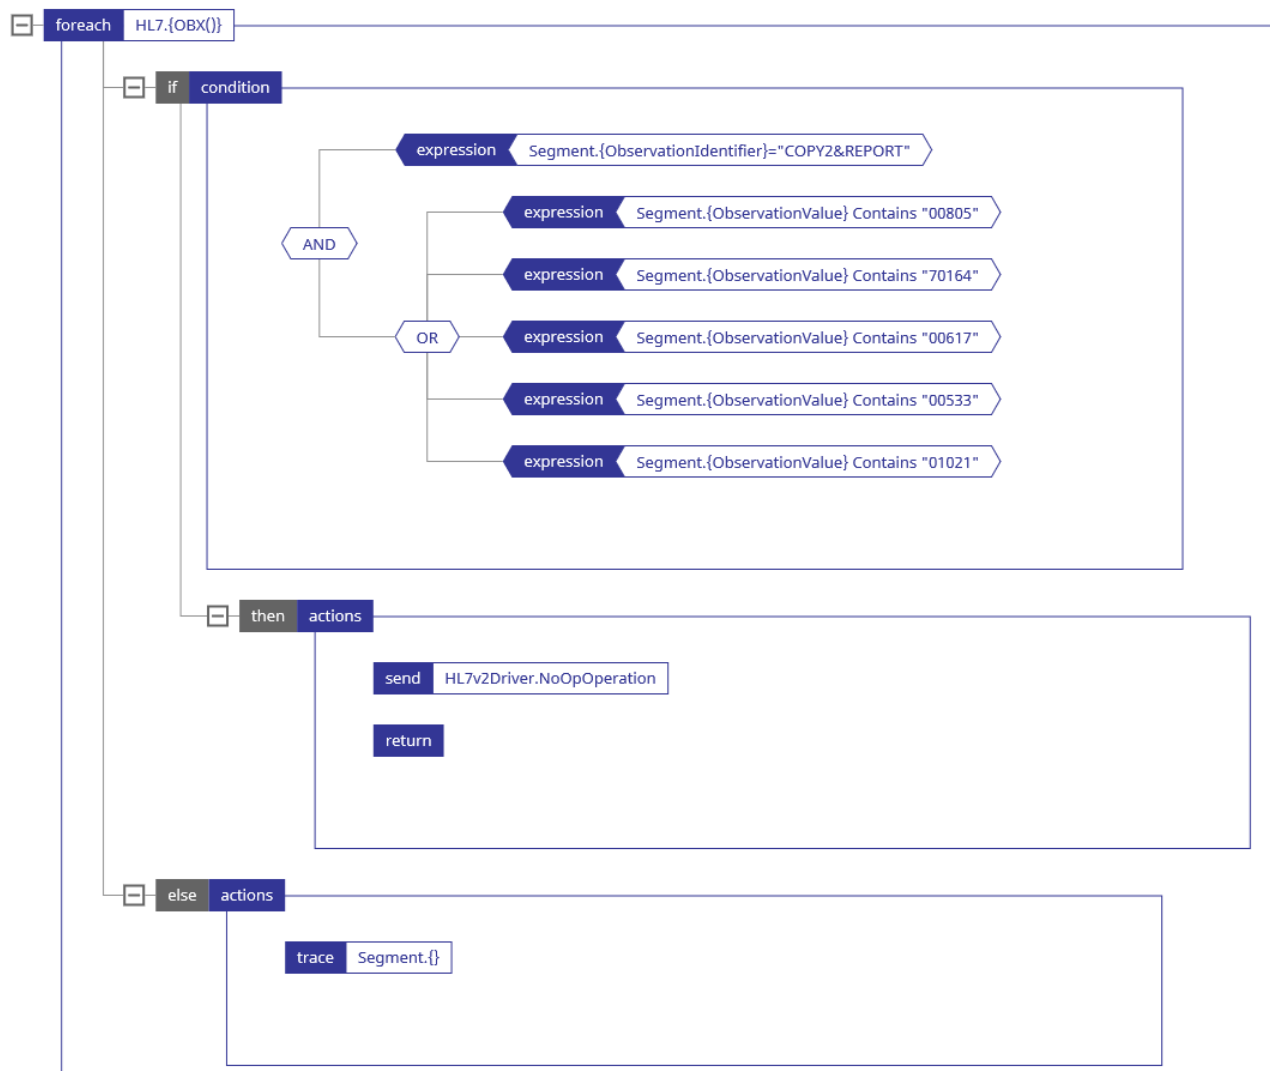 foreach HL7.{OBX()}
if condition
expression Segment.{ObservationIdentifier}="COPY2&REPORT"
expression Segment.{ObservationValue} Contains "00805"
AND
expression Segment.{ObservationValue} Contains "70164"
OR expression Segment.{ObservationValue} Contains "00617"
expression Segment.{ObservationValue} Contains "00533"
expression Segment.{ObservationValue} Contains "01021"
then actions
send HL7v2Driver.NoOpOperation
return
else actions
trace Segment.{}